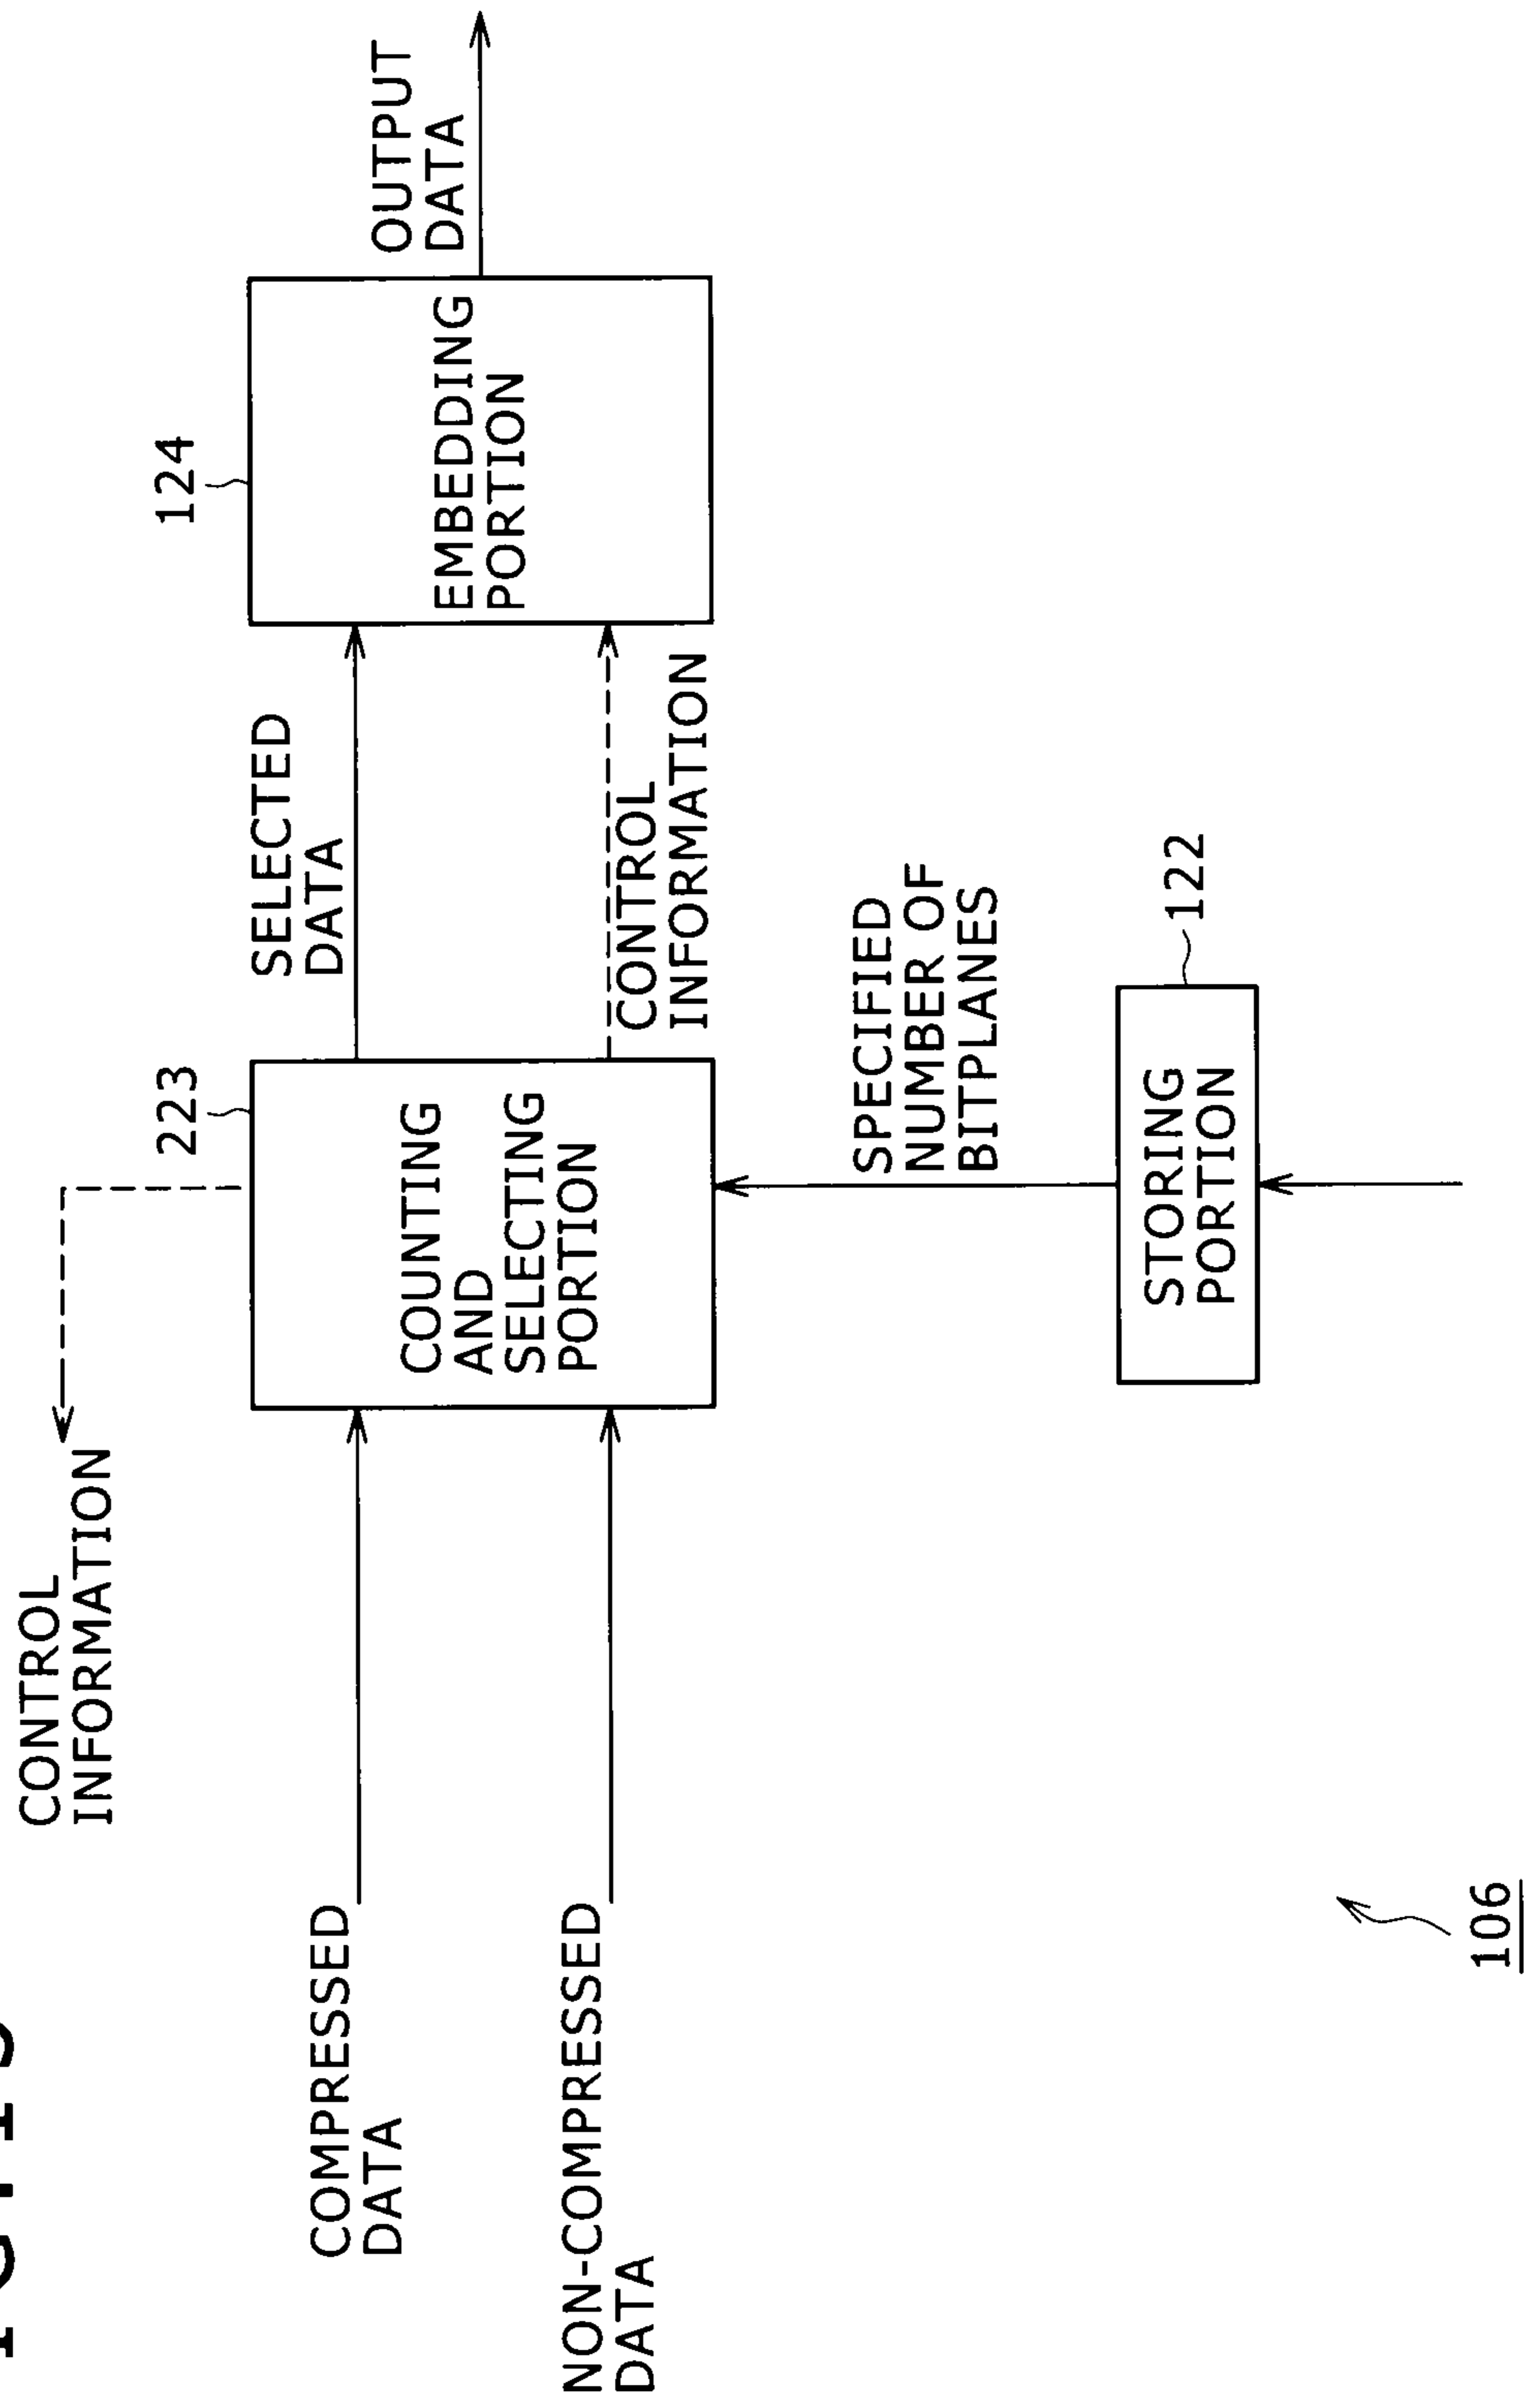 CONTROL
INFORMATION
223
124
COMPRESSED
DATA
SELECTED
DATA
OUTPUT
DATA
COUNTING
AND
SELECTING
PORTION
EMBEDDING
PORTION
NON-COMPRESSED
DATA
CONTROL
INFORMATION
SPECIFIED
NUMBER OF
BITPLANES
STORING
PORTION
122
106